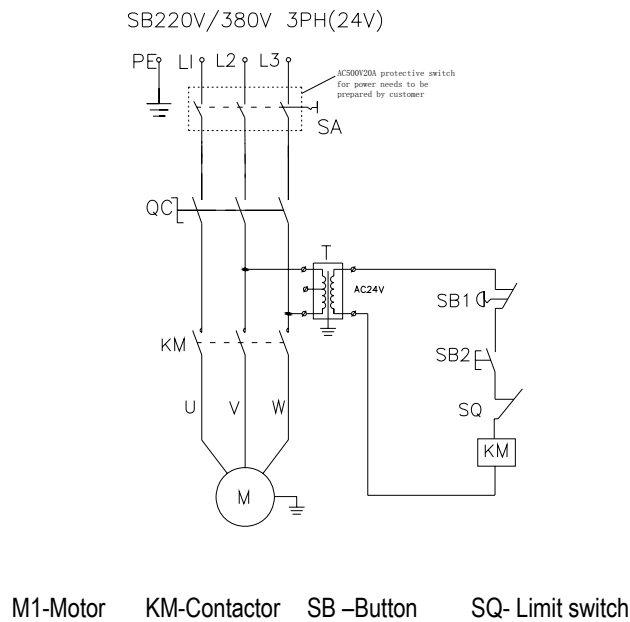 SB220V/380V 3PH(24V)
PE L1 L2 L3
AC500V20A protective switch
for power needs to be
prepared by customer
SA
QC
T
AC24V
SB1
KM
SB2
U V W
SQ
KM
M
M1-Motor KM-Contactor SB –Button SQ- Limit switch